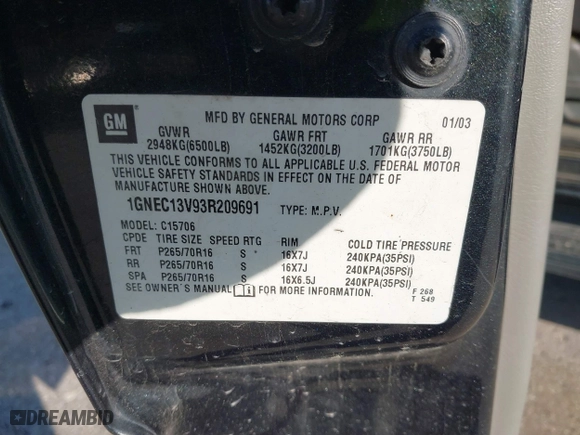 GM
MFD BY GENERAL MOTORS CORP 01/03
GVWR GAWR FRT GAWR RR
2948KG(6500LB) 1452KG(3200LB) 1701KG(3750LB)
THIS VEHICLE CONFORMS TO ALL APPLICABLE U.S. FEDERAL MOTOR
VEHICLE SAFETY STANDARDS IN EFFECT ON THE DATE OF
MANUFACTURE SHOWN ABOVE.
1GNEC13V93R209691 TYPE: M.P.V.
MODEL: C15706
CPDE TIRE SIZE SPEED RTG RIM COLD TIRE PRESSURE
FRT P265/70R16 S 16X7J 240KPA(35PSI)
RR P265/70R16 S 16X7J 240KPA(35PSI)
SPA P265/70R16 S 16X6.5J 240KPA(35PSI)
SEE OWNER'S MANUAL FOR MORE INFORMATION.
F 268
T 549
DREAMBID